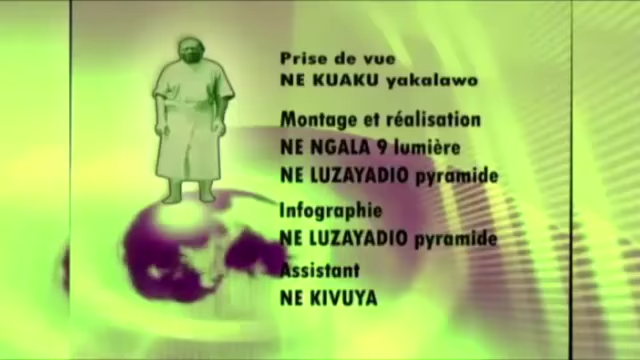 Prise de vue
NE KUAKU yakalawo
Montage et réalisation
NE NGALA 9 lumière
NE LUZAYADIO pyramide
Infographie
NE LUZAYADIO pyramide
Assistant
NE KIVUYA